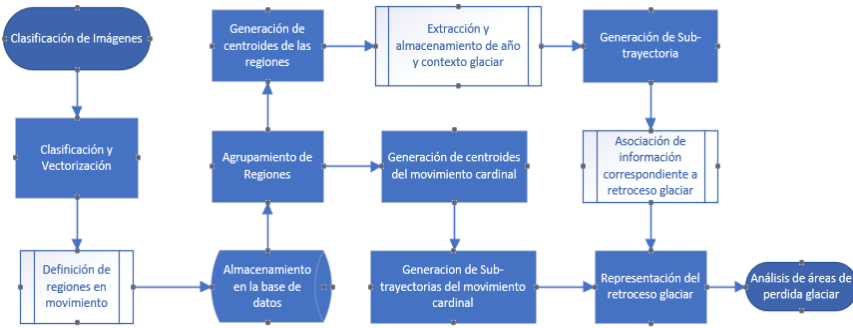 Clasificación de Imágenes
Clasificación y
Vectorización
Definición de
regiones en
movimiento
Almacenamiento
en la base de
datos
Agrupamiento de
Regiones
Generación de
centroides de las
regiones
Extracción y
almacenamiento de año
y contexto glaciar
Generación de Sub-
trayectoria
Asociación de
información
correspondiente a
retroceso glaciar
Generación de centroides
del movimiento cardinal
Generacion de Sub-
trayectorias del movimiento
cardinal
Representación del
retroceso glaciar
Análisis de áreas de
perdida glaciar